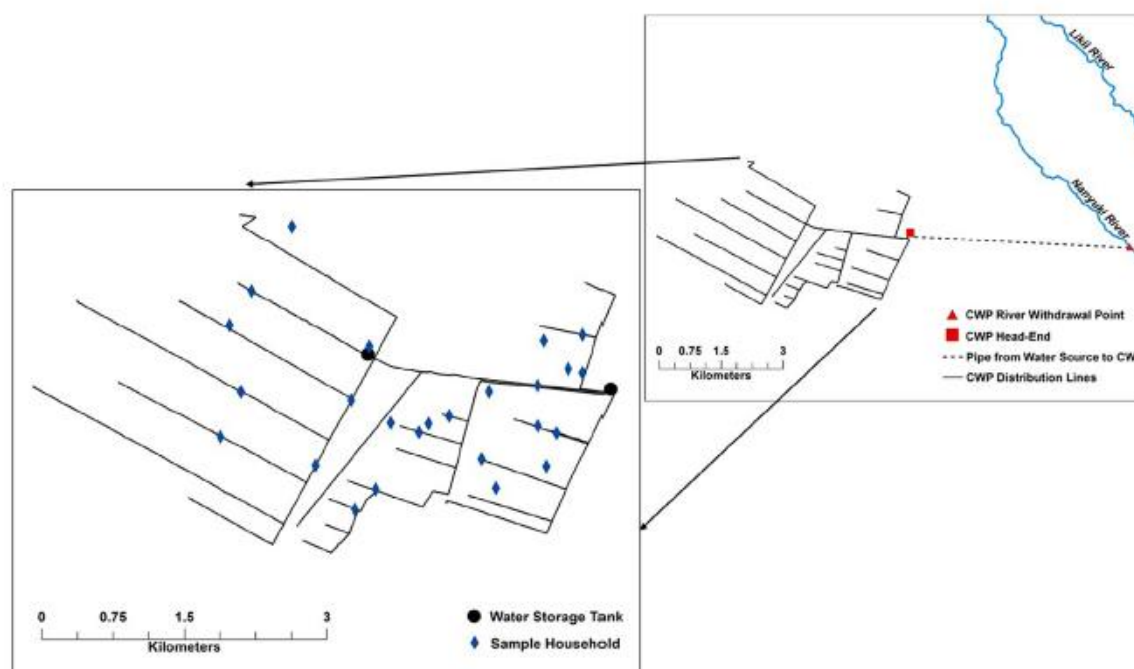 Likii River
Nanyuki River
CWP River Withdrawal Point
CWP Head-End
Pipe from Water Source to CW
CWP Distribution Lines
0 0.75 1.5 3
Kilometers
0 0.75 1.5 3
Kilometers
Water Storage Tank
Sample Household